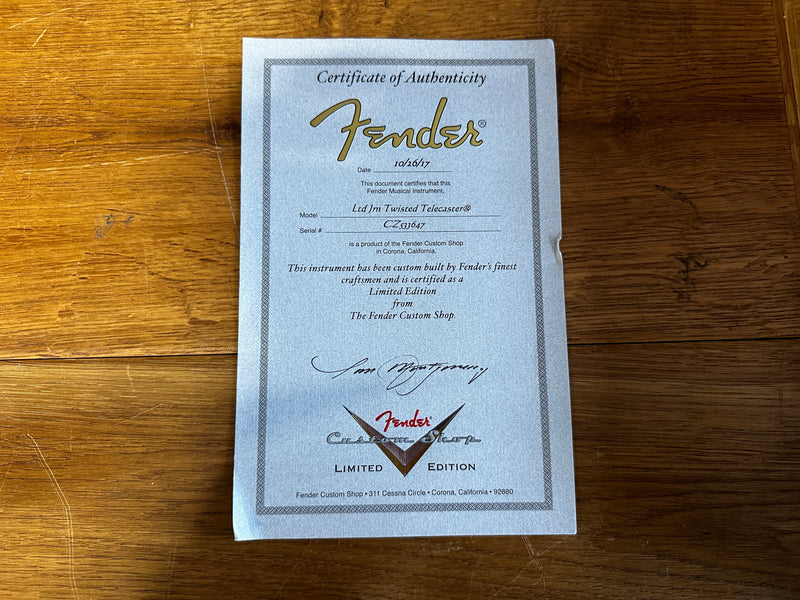 Certificate of Authenticity
Fender®
10/26/17
Date
This document certifies that this
Fender Musical Instrument,
Model Ltd Jrn Twisted Telecaster®
Serial # CZ533647
is a product of the Fender Custom Shop
in Corona, California.
This instrument has been custom built by Fender's finest
craftsmen and is certified as a
Limited Edition
from
The Fender Custom Shop.
Fender
Custom Shop
LIMITED EDITION
Fender Custom Shop • 311 Cessna Circle • Corona, California • 92880